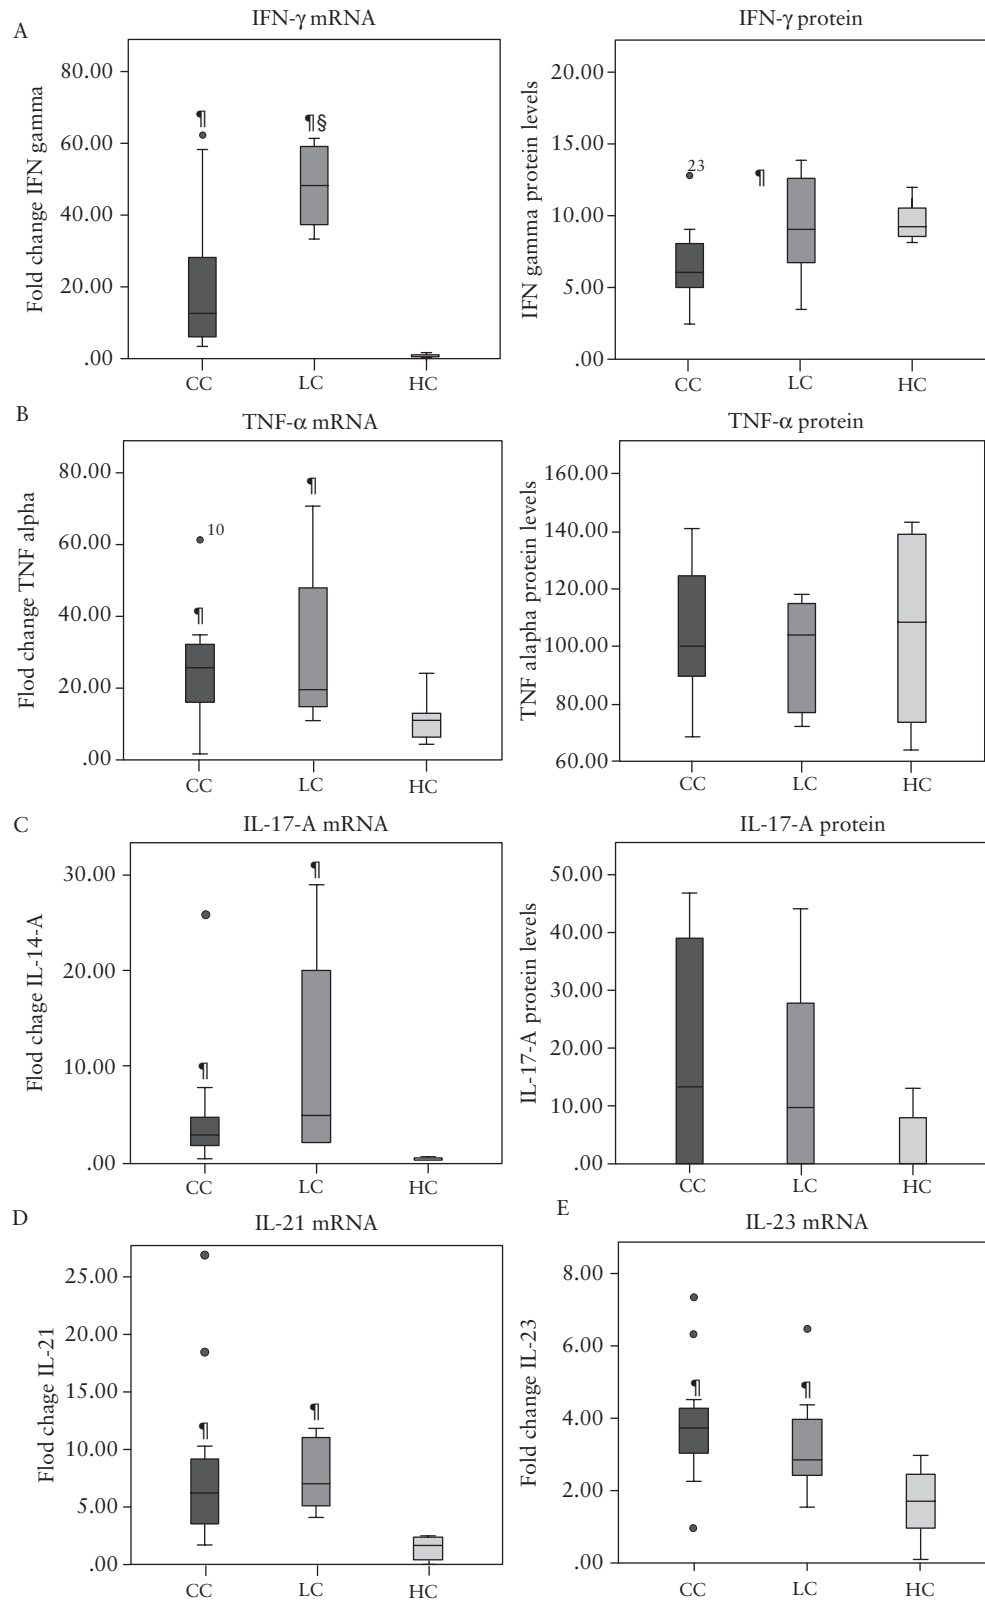 A
IFN-γ mRNA
Fold change IFN gamma
80.00
60.00
40.00
20.00
.00
¶
¶§
CC
LC
HC
IFN-γ protein
IFN gamma protein levels
20.00
15.00
10.00
5.00
.00
23
¶
CC
LC
HC
B
TNF-α mRNA
Flod change TNF alpha
80.00
60.00
40.00
20.00
.00
10
¶
¶
CC
LC
HC
TNF-α protein
TNF alapha protein levels
160.00
140.00
120.00
100.00
80.00
60.00
CC
LC
HC
C
IL-17-A mRNA
Flod chage IL-14-A
30.00
20.00
10.00
.00
¶
¶
CC
LC
HC
IL-17-A protein
IL-17-A protein levels
50.00
40.00
30.00
20.00
10.00
.00
CC
LC
HC
D
IL-21 mRNA
Flod chage IL-21
25.00
20.00
15.00
10.00
5.00
.00
¶
¶
CC
LC
HC
E
IL-23 mRNA
Fold change IL-23
8.00
6.00
4.00
2.00
.00
¶
¶
CC
LC
HC